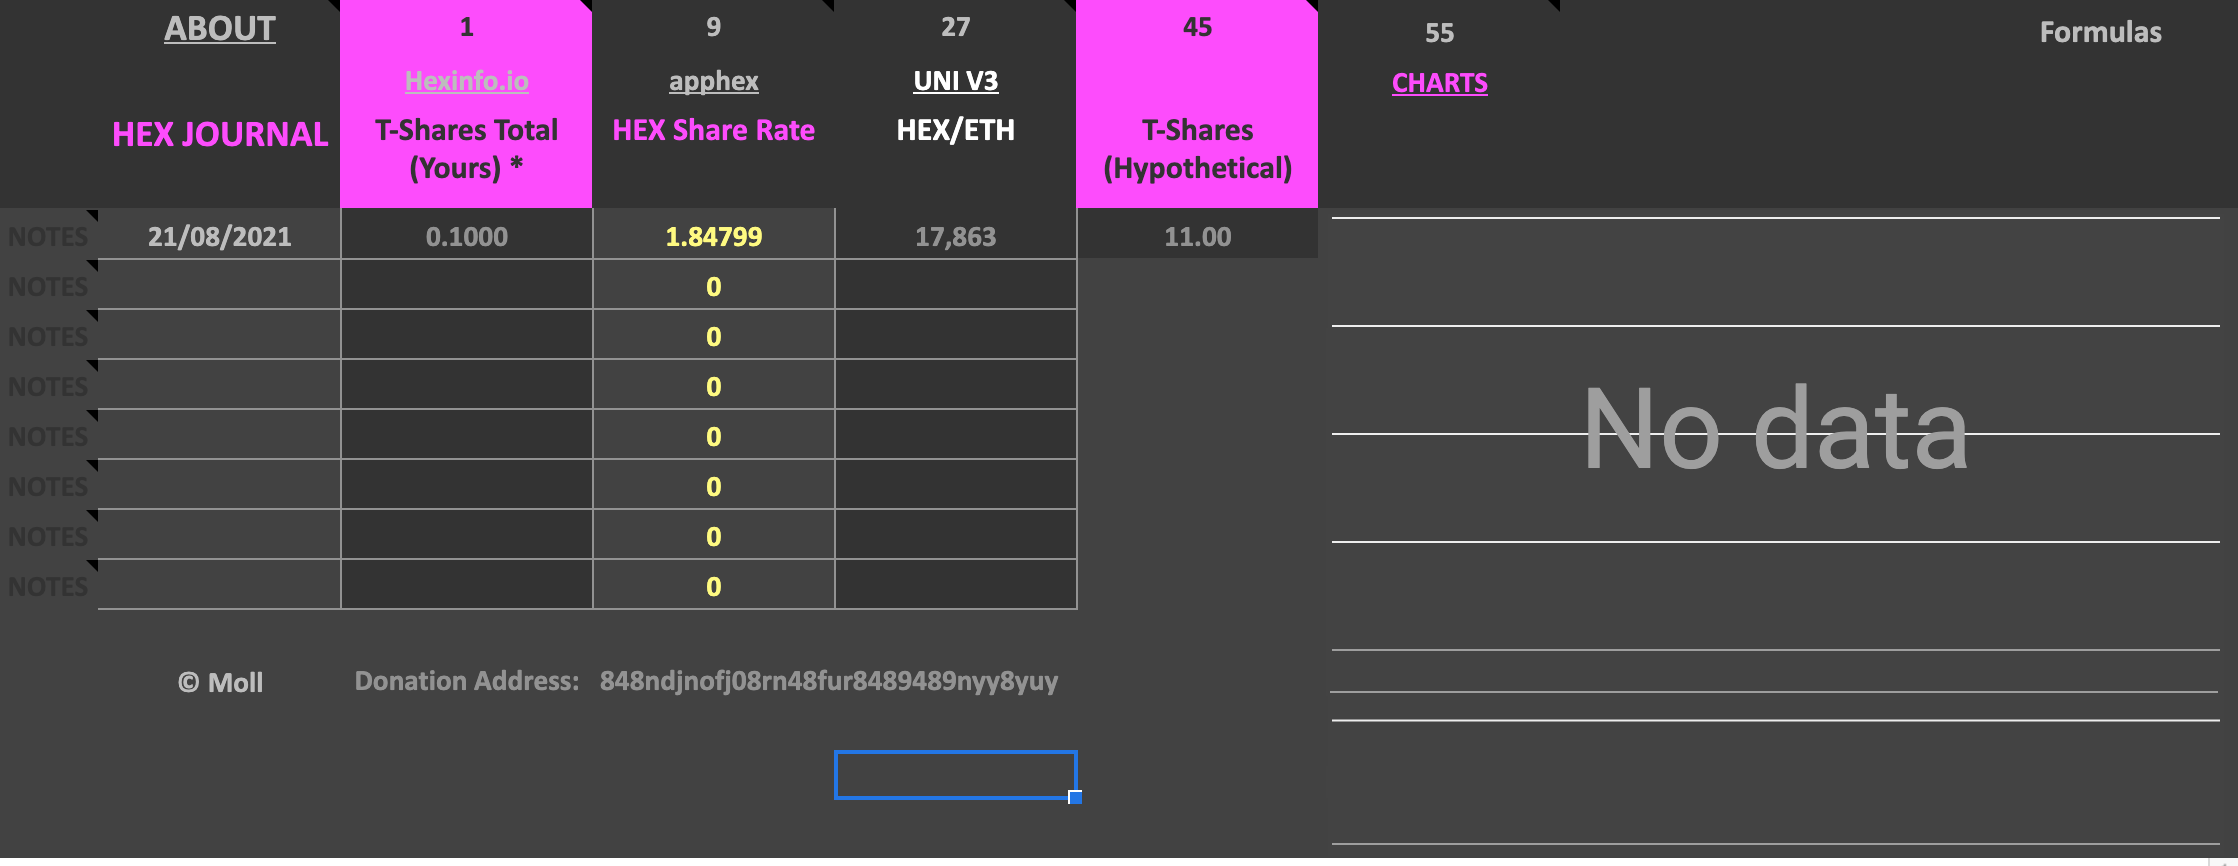 ABOUT 1 9 27 45 55 Formulas
Hexinfo.io apphex UNI V3 CHARTS
HEX JOURNAL T-Shares Total HEX Share Rate HEX/ETH T-Shares
(Yours) * (Hypothetical)
NOTES 21/08/2021 0.1000 1.84799 17,863 11.00
NOTES 0
NOTES 0
NOTES 0
NOTES 0
NOTES 0
NOTES 0
NOTES 0
No data
© Moll Donation Address: 848ndjnofj08rn48fur8489489nyy8yuy